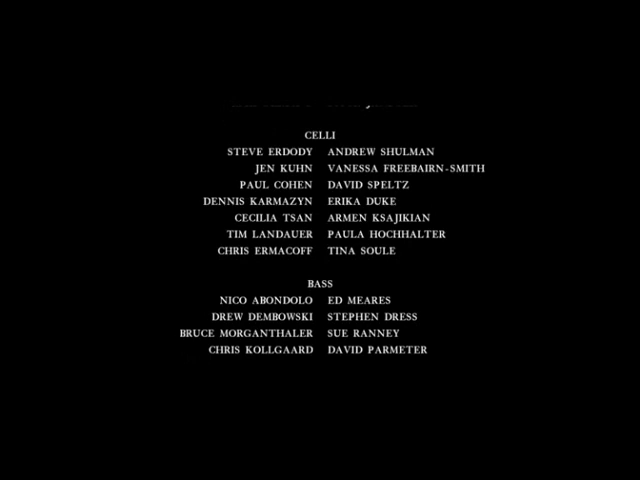 CELLI
STEVE ERDODY ANDREW SHULMAN
JEN KUHN VANESSA FREEBAIRN-SMITH
PAUL COHEN DAVID SPELTZ
DENNIS KARMAZYN ERIKA DUKE
CECILIA TSAN ARMEN KSAJIKIAN
TIM LANDAUER PAULA HOCHHALTER
CHRIS ERMACOFF TINA SOULE
BASS
NICO ABONDOLO ED MEARES
DREW DEMBOWSKI STEPHEN DRESS
BRUCE MORGANTHALER SUE RANNEY
CHRIS KOLLGAARD DAVID PARMETER